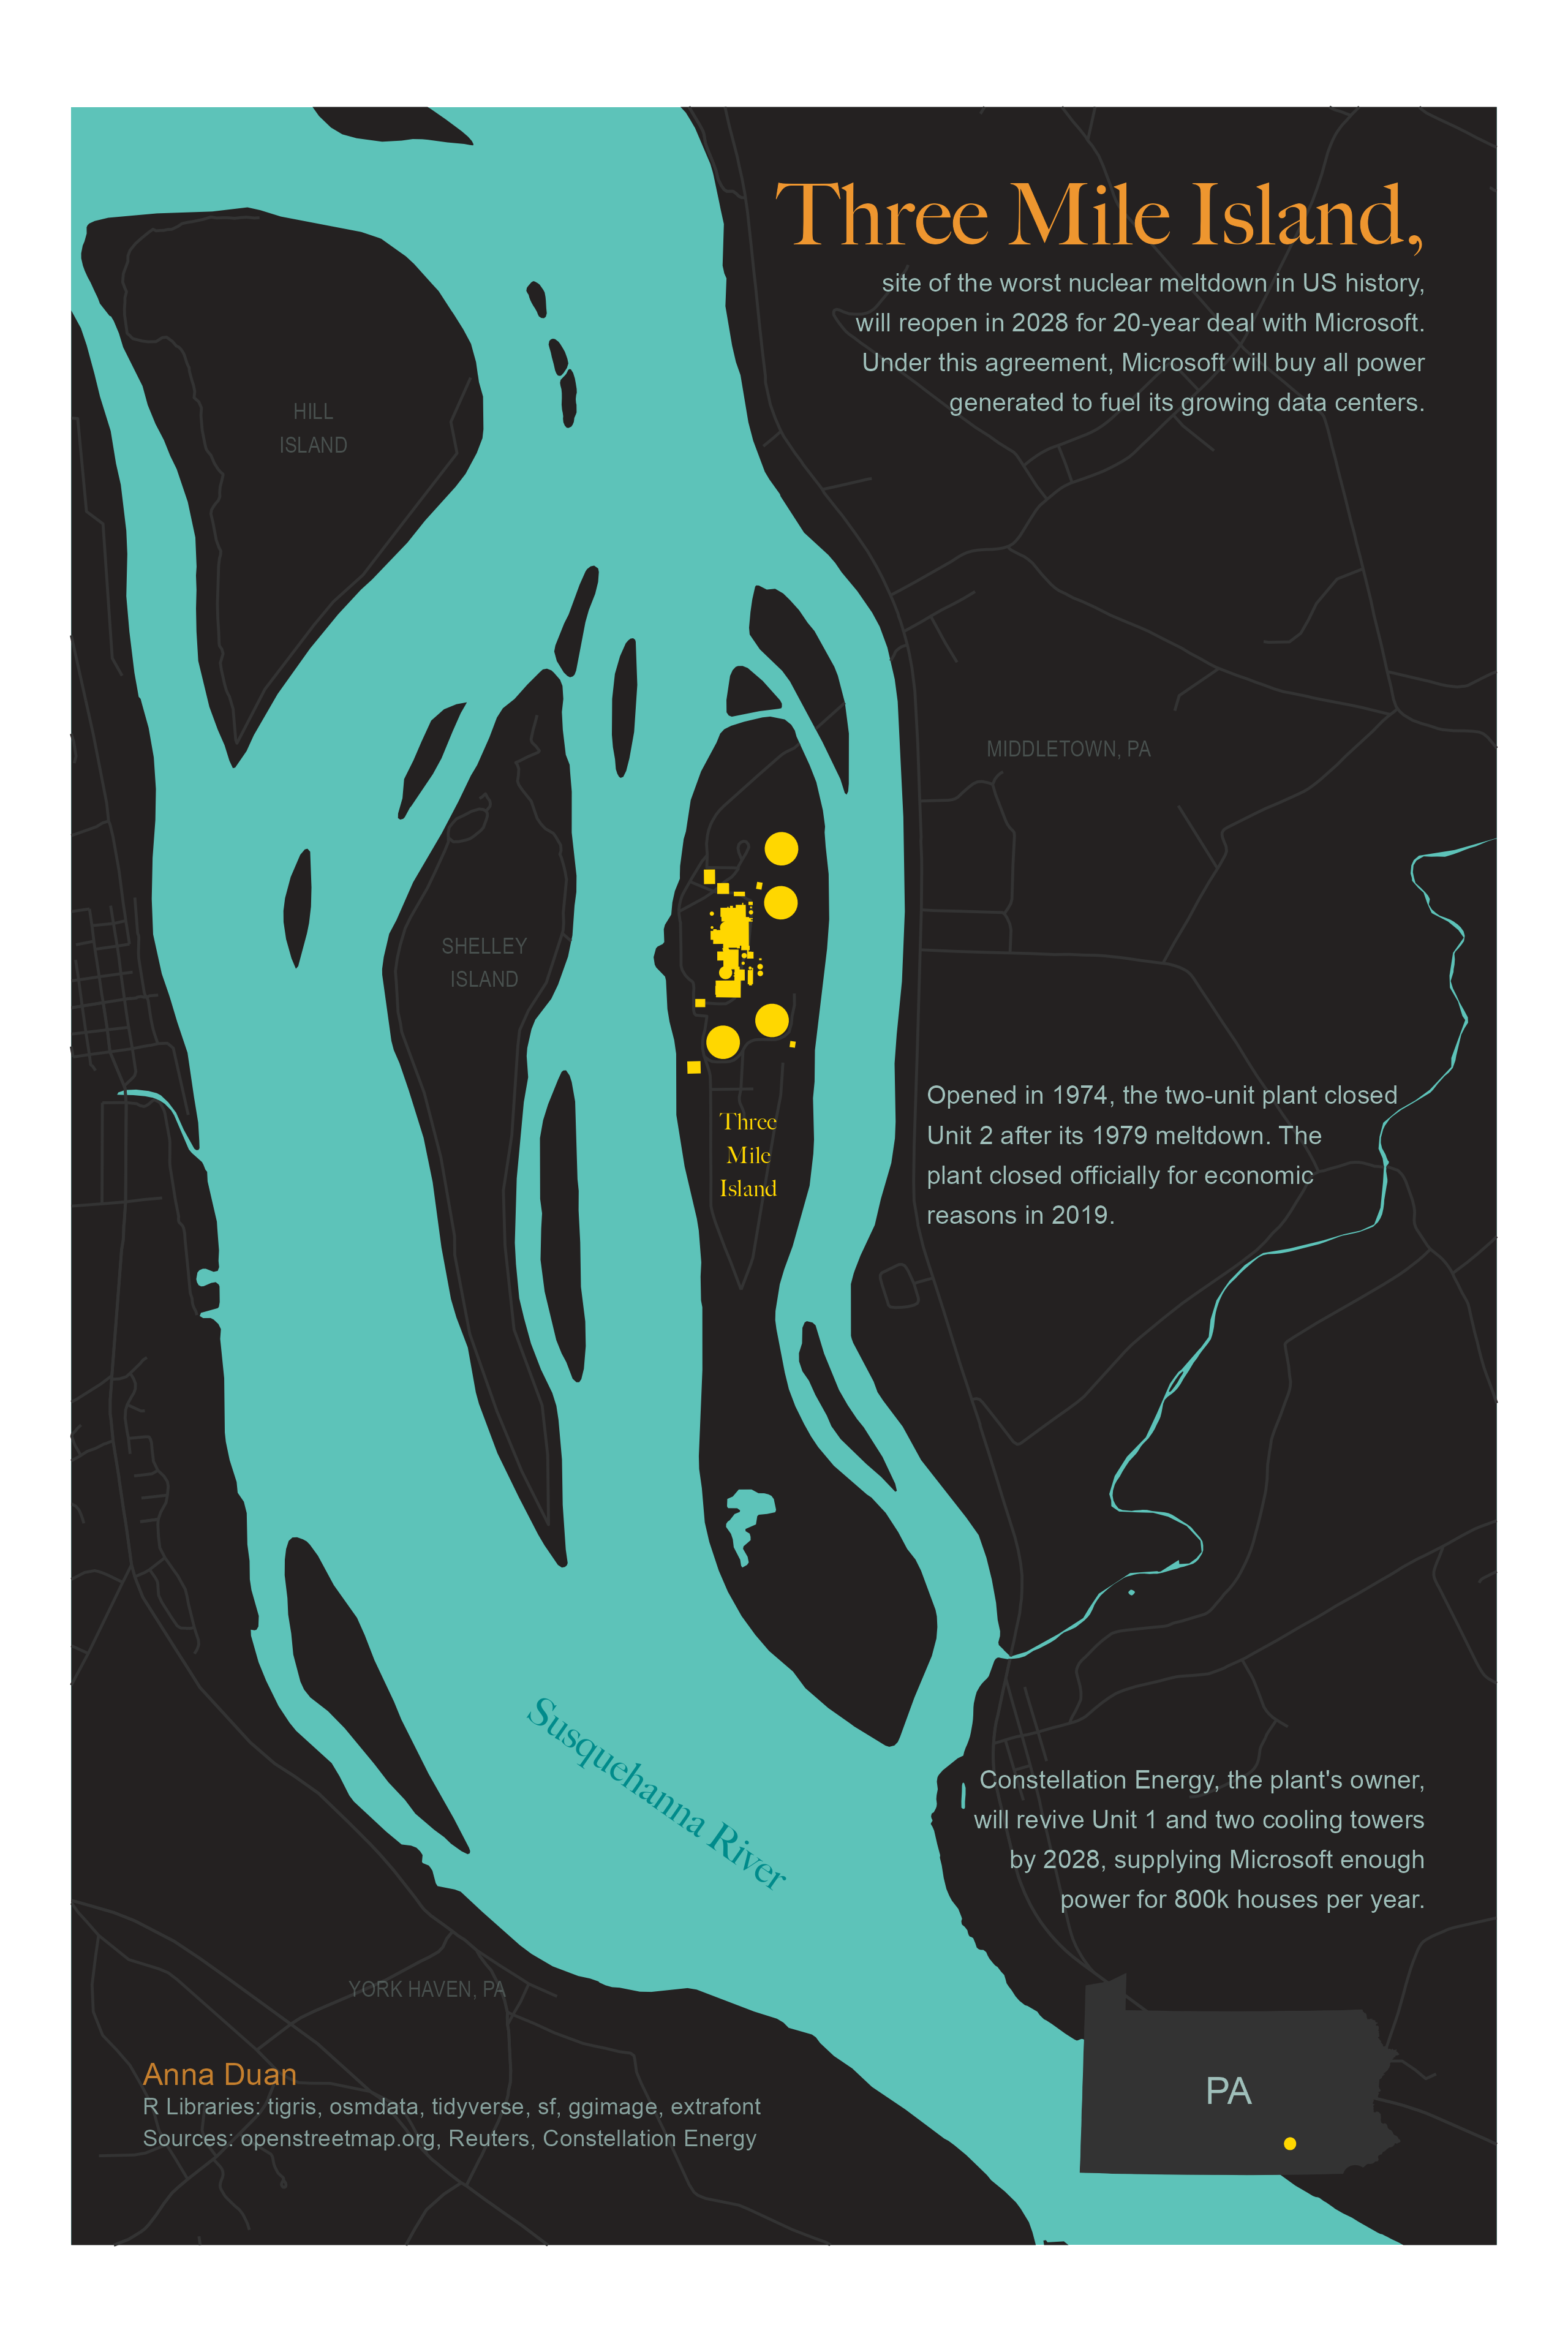 Three Mile Island,
site of the worst nuclear meltdown in US history,
will reopen in 2028 for 20-year deal with Microsoft.
Under this agreement, Microsoft will buy all power
generated to fuel its growing data centers.
HILL
ISLAND
MIDDLETOWN, PA
SHELLEY
ISLAND
Three
Mile
Island
Opened in 1974, the two-unit plant closed
Unit 2 after its 1979 meltdown. The
plant closed officially for economic
reasons in 2019.
Susquehanna River
Constellation Energy, the plant's owner,
will revive Unit 1 and two cooling towers
by 2028, supplying Microsoft enough
power for 800k houses per year.
YORK HAVEN, PA
PA
Anna Duan
R Libraries: tigris, osmdata, tidyverse, sf, ggimage, extrafont
Sources: openstreetmap.org, Reuters, Constellation Energy